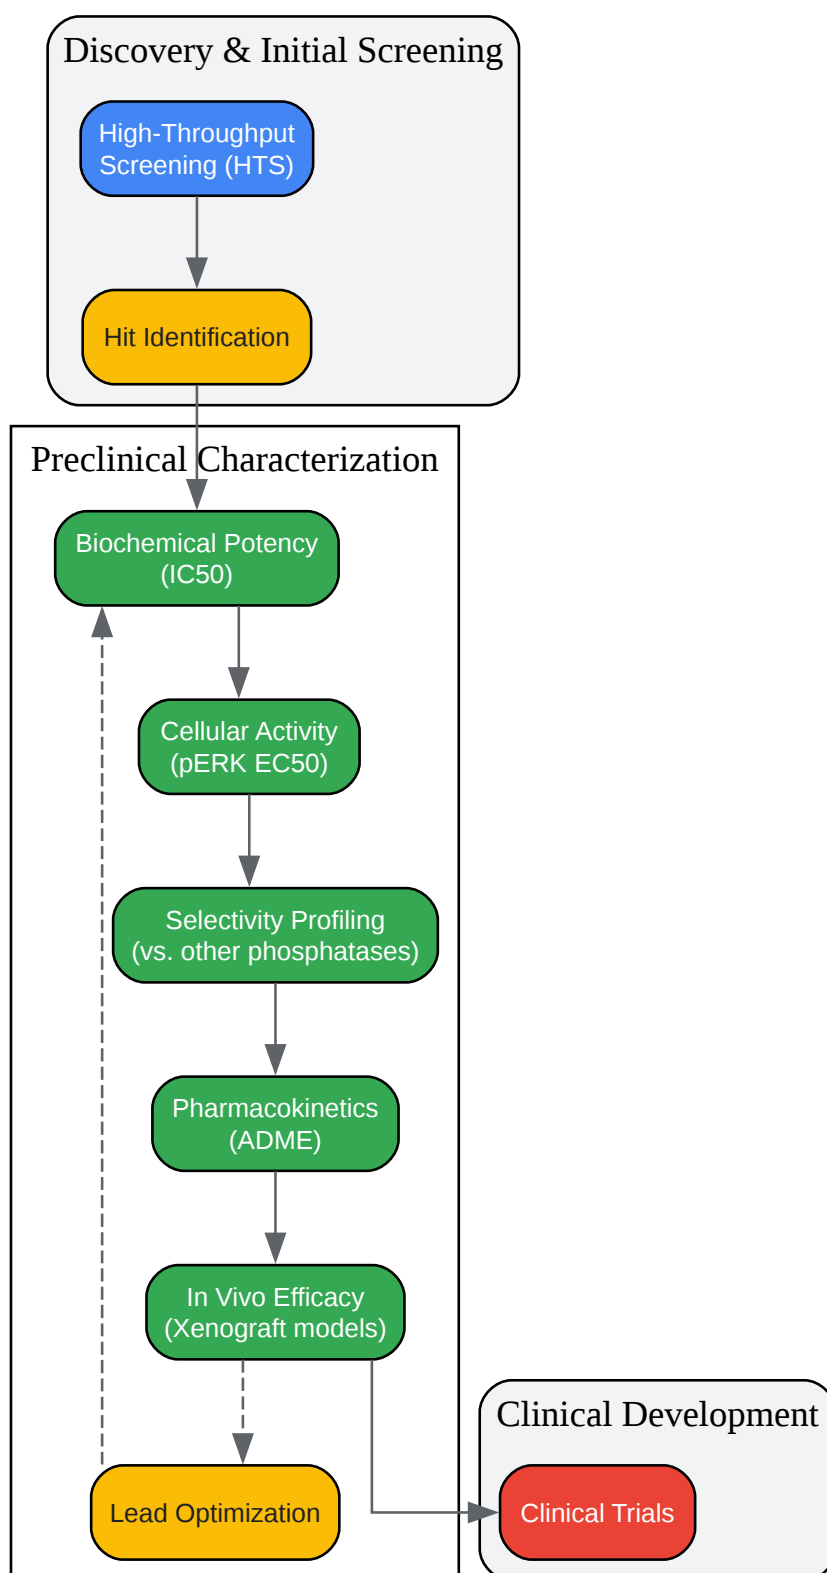 Discovery & Initial Screening
High-Throughput
Screening (HTS)
Hit Identification
Preclinical Characterization
Biochemical Potency
(IC50)
Cellular Activity
(pERK EC50)
Selectivity Profiling
(vs. other phosphatases)
Pharmacokinetics
(ADME)
In Vivo Efficacy
(Xenograft models)
Lead Optimization
Clinical Development
Clinical Trials